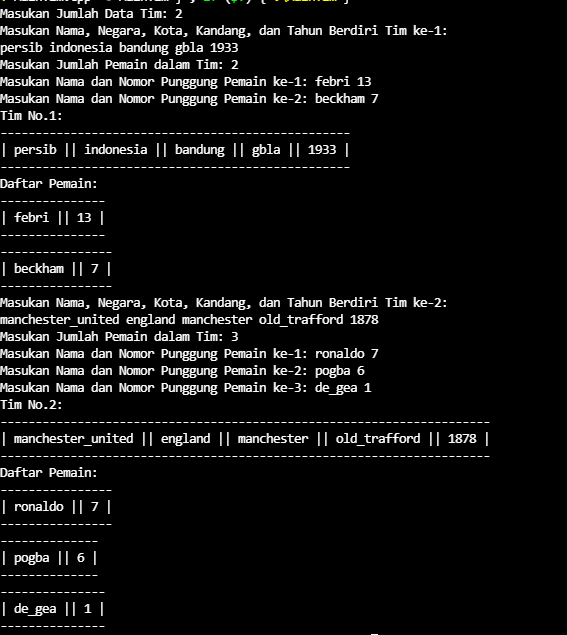 Masukan Jumlah Data Tim: 2
Masukan Nama, Negara, Kota, Kandang, dan Tahun Berdiri Tim ke-1:
persib indonesia bandung gbla 1933
Masukan Jumlah Pemain dalam Tim: 2
Masukan Nama dan Nomor Punggung Pemain ke-1: febri 13
Masukan Nama dan Nomor Punggung Pemain ke-2: beckham 7
Tim No.1:
--------------------------------------------------
| persib || indonesia || bandung || gbla || 1933 |
--------------------------------------------------
Daftar Pemain:
---------------
| febri || 13 |
---------------
----------------
| beckham || 7 |
----------------
Masukan Nama, Negara, Kota, Kandang, dan Tahun Berdiri Tim ke-2:
manchester_united england manchester old_trafford 1878
Masukan Jumlah Pemain dalam Tim: 3
Masukan Nama dan Nomor Punggung Pemain ke-1: ronaldo 7
Masukan Nama dan Nomor Punggung Pemain ke-2: pogba 6
Masukan Nama dan Nomor Punggung Pemain ke-3: de_gea 1
Tim No.2:
----------------------------------------------------------------------
| manchester_united || england || manchester || old_trafford || 1878 |
----------------------------------------------------------------------
Daftar Pemain:
----------------
| ronaldo || 7 |
----------------
--------------
| pogba || 6 |
--------------
---------------
| de_gea || 1 |
---------------